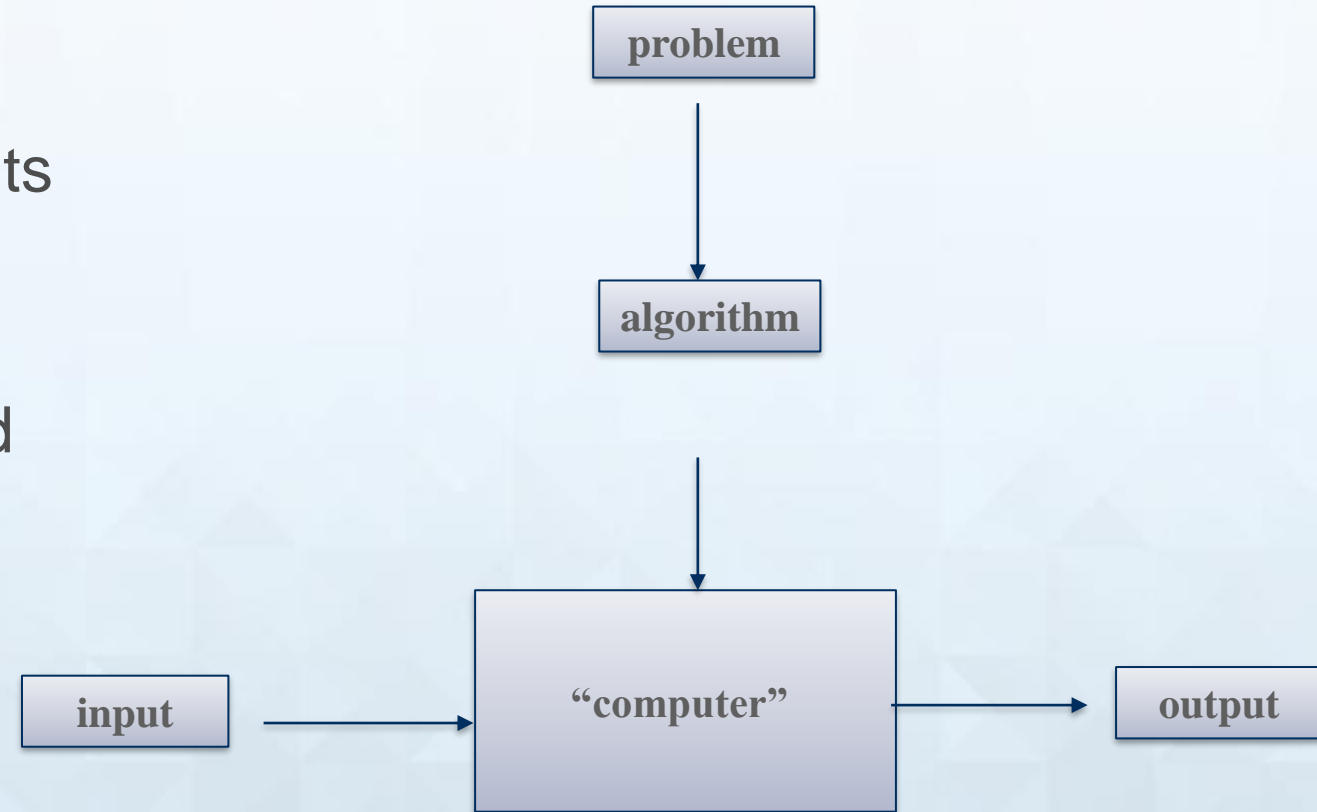 problem
ts
algorithm
d
input
“computer”
output